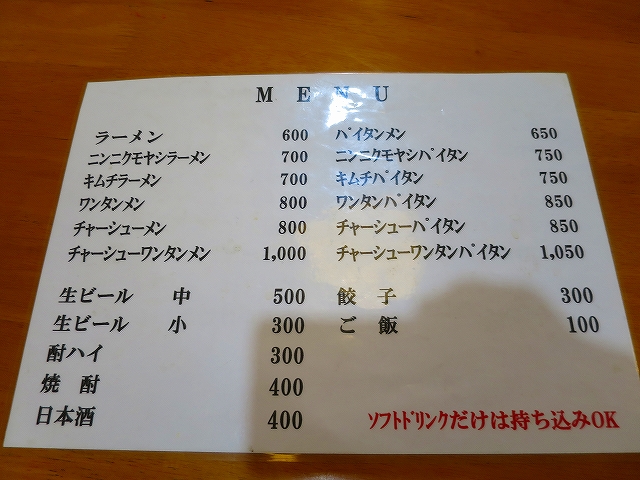 MENU
ラーメン 600
ニンニクモヤシラーメン 700
キムチラーメン 700
ワンタンメン 800
チャーシューメン 800
チャーシューワンタンメン 1,000
パイタンメン 650
ニンニクモヤシパイタン 750
キムチパイタン 750
ワンタンパイタン 850
チャーシューパイタン 850
チャーシューワンタンパイタン 1,050
生ビール 中 500
生ビール 小 300
酎ハイ 300
焼酎 400
日本酒 400
餃子 300
ご飯 100
ソフトドリンクだけは持ち込みOK